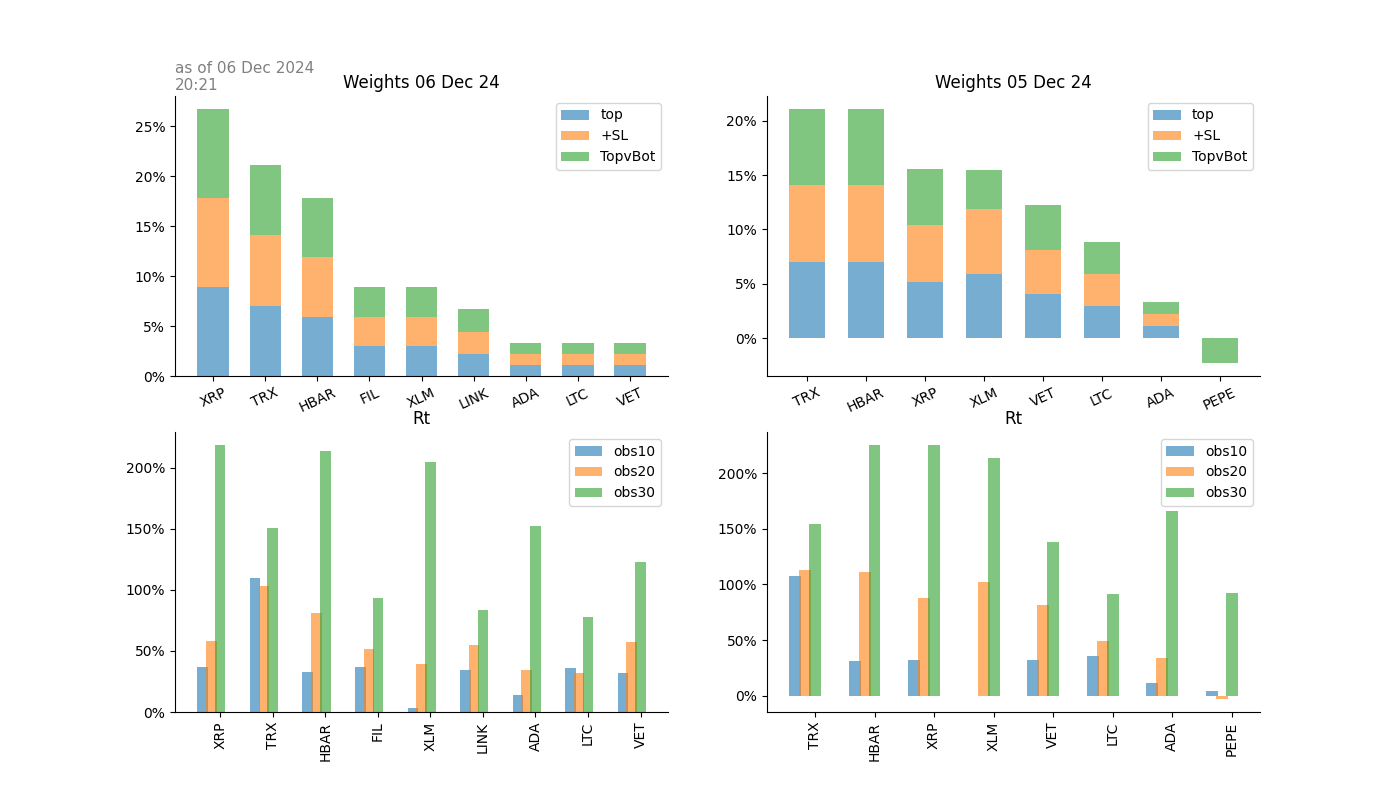 as of 06 Dec 2024
20:21
Weights 06 Dec 24
25%
20%
15%
10%
5%
0%
top
+SL
TopvBot
XRP
TRX
HBAR
FIL
XLM
LINK
ADA
LTC
VET
Weights 05 Dec 24
20%
15%
10%
5%
0%
top
+SL
TopvBot
TRX
HBAR
XRP
XLM
VET
LTC
ADA
PEPE
Rt
200%
150%
100%
50%
0%
obs10
obs20
obs30
XRP
TRX
HBAR
FIL
XLM
LINK
ADA
LTC
VET
Rt
200%
150%
100%
50%
0%
obs10
obs20
obs30
TRX
HBAR
XRP
XLM
VET
LTC
ADA
PEPE